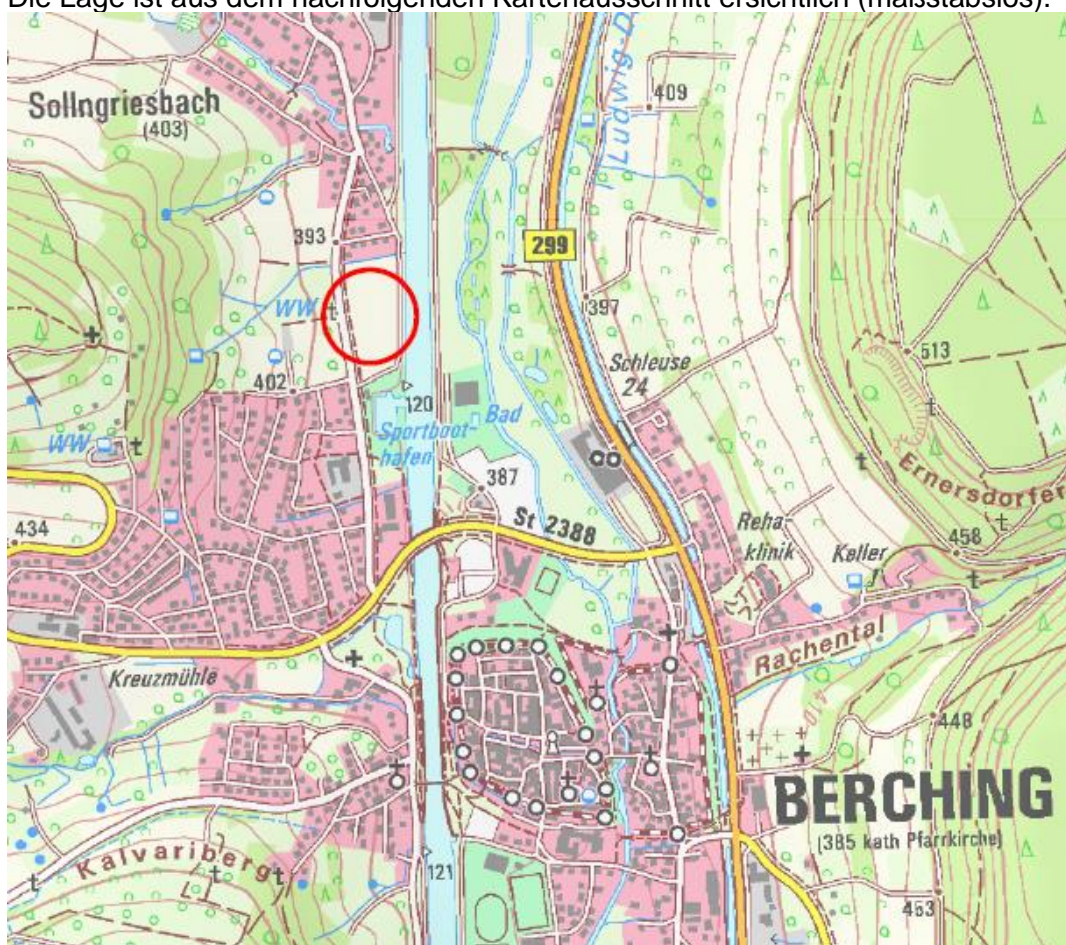 Die Lage ist aus dem nachfolgenden Kartenausschnitt ersichtlich (maßstabslos):
Ludwig-D
409
Sollngriesbach
(403)
393
299
397
WW
Schleuse
24
513
402
120
Bad
Sportboot-
hafen
WW
387
Ernersdorfer
St 2388
434
Reha-
klinik
Keller
458
Rachental
Kreuzmühle
410
448
BERCHING
(385 kath Pfarrkirche)
Kalvariberg
121
453